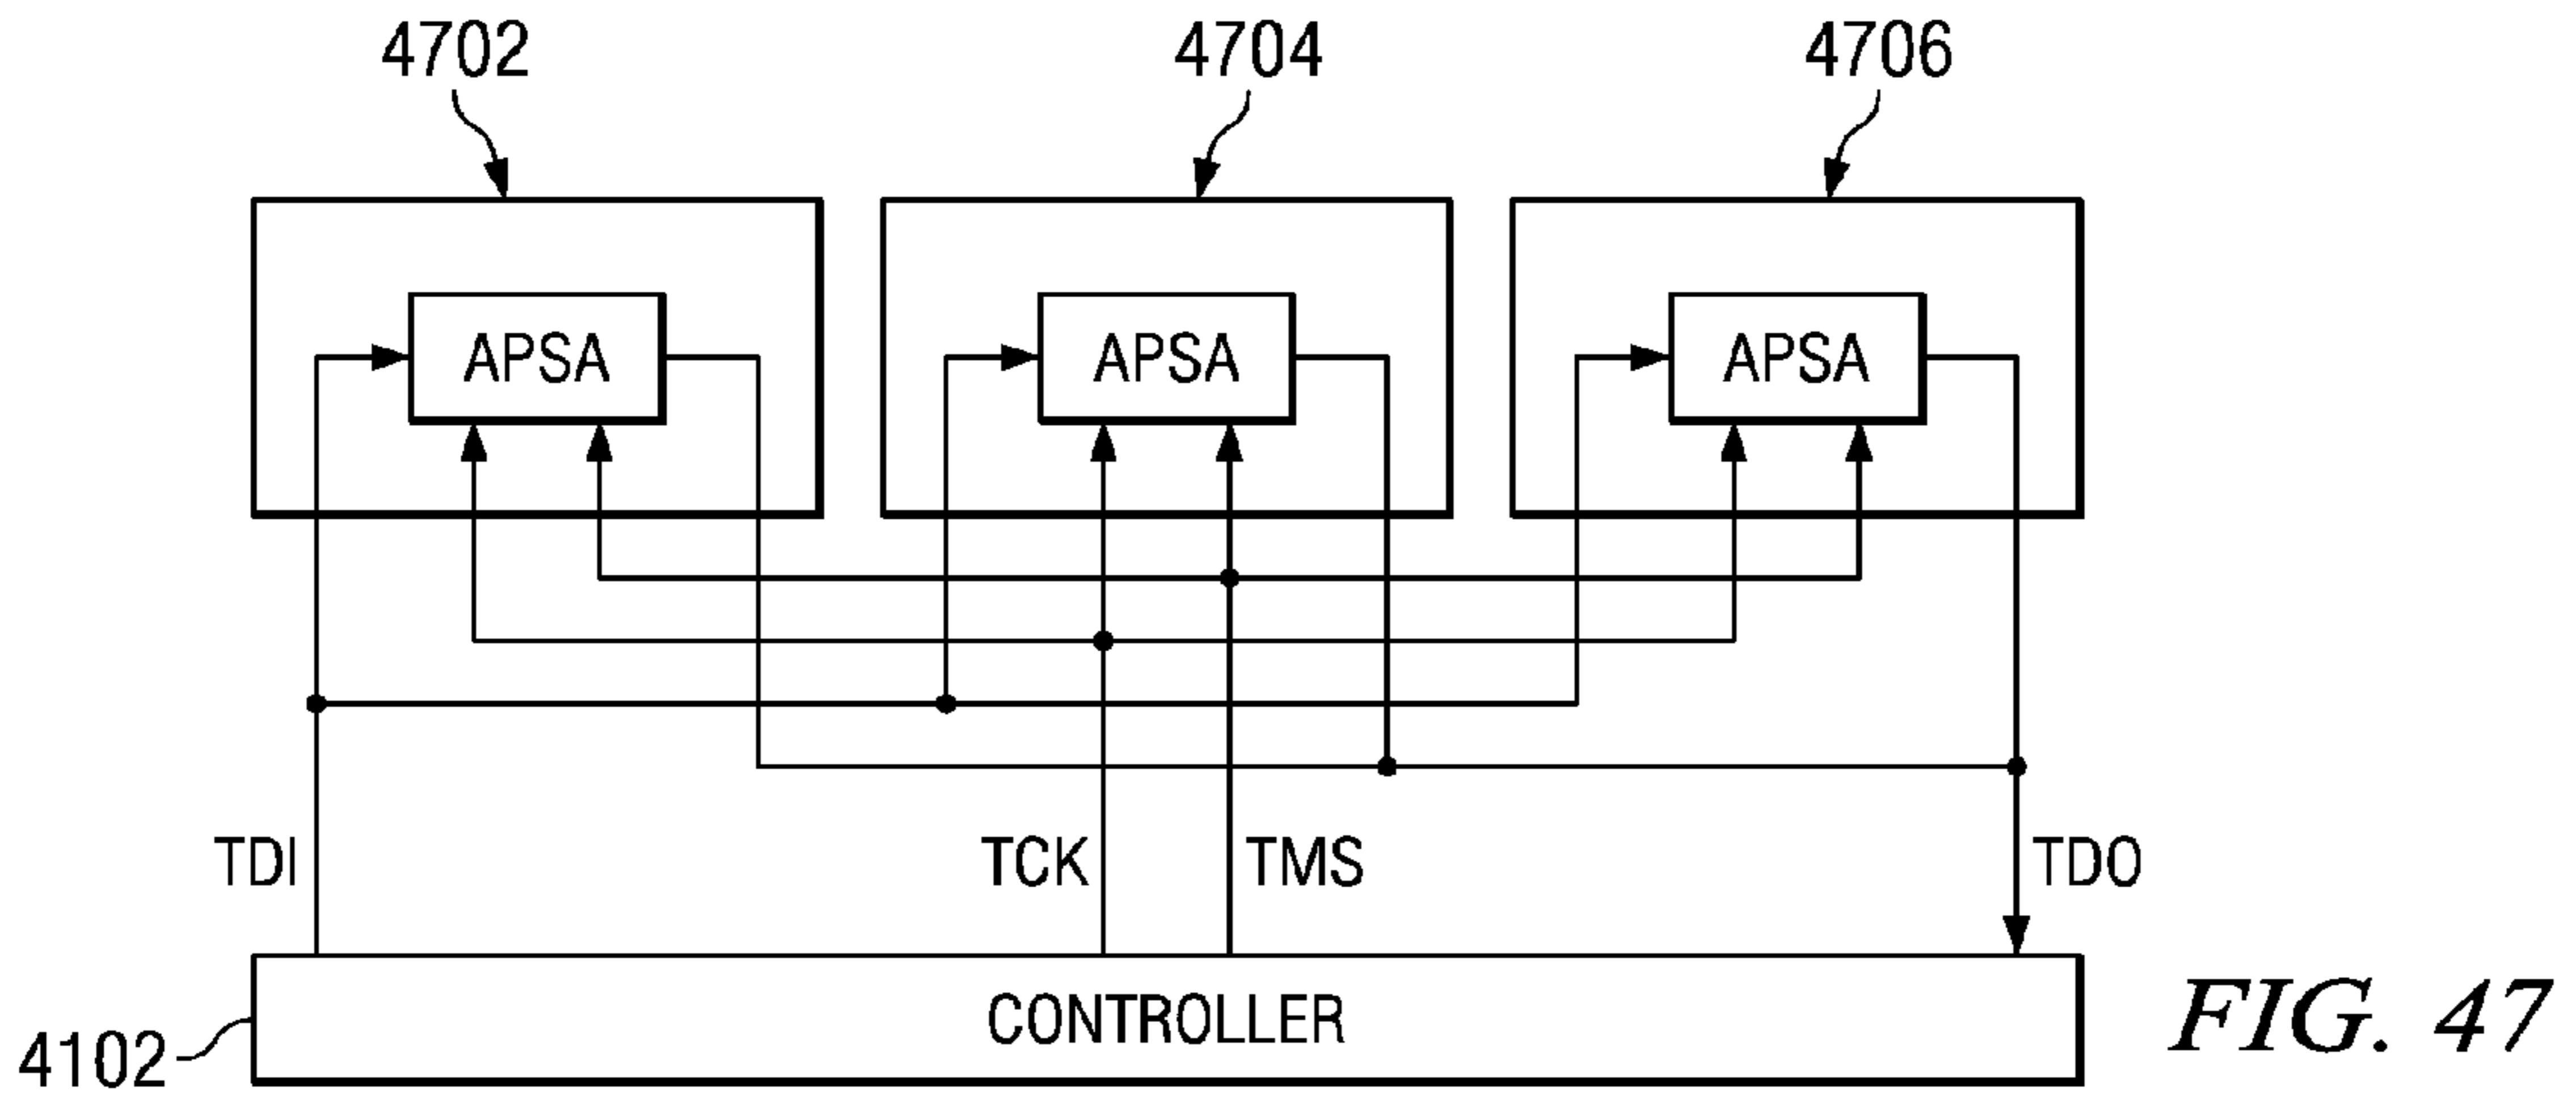 4702
4704
4706
APSA
APSA
APSA
TDI
TCK
TMS
TDO
CONTROLLER
4102
FIG. 47